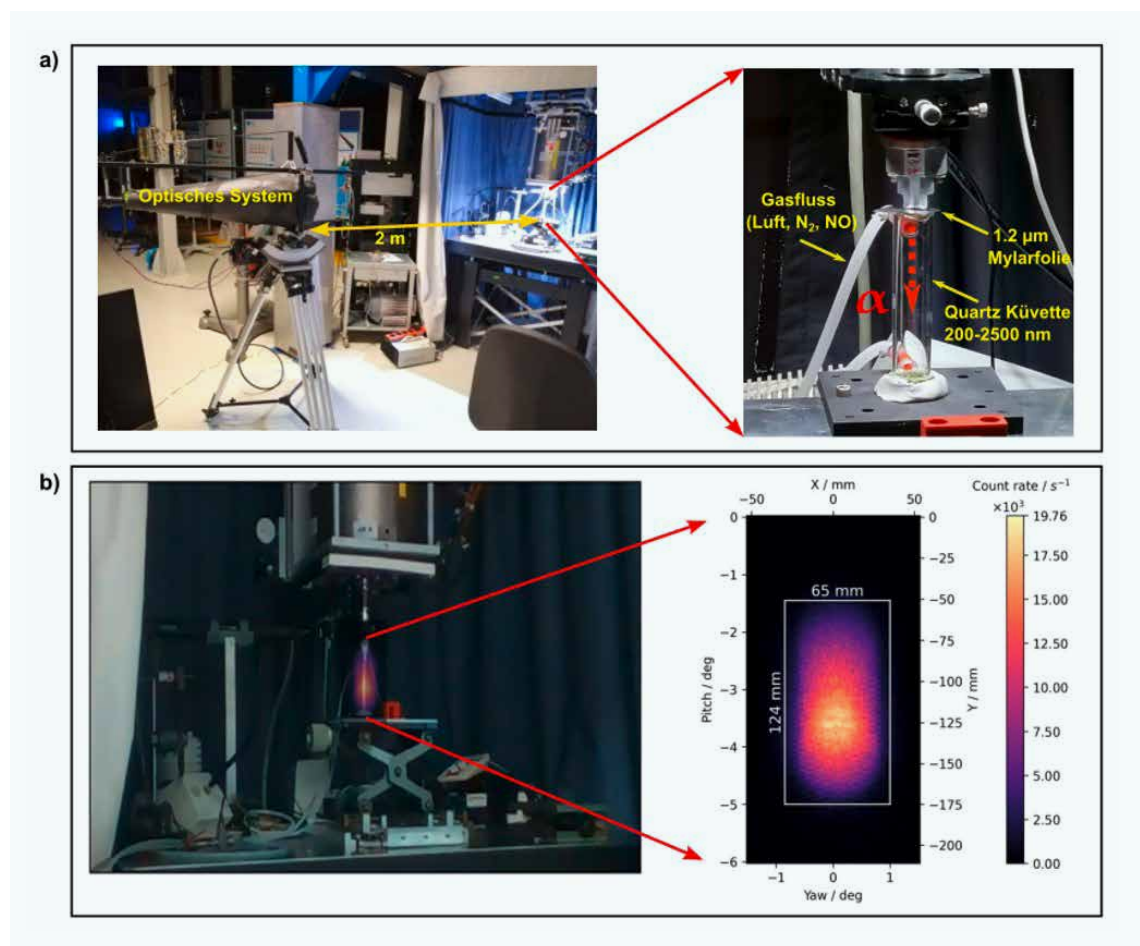 a)
Optisches System
2 m
Gasfluss
(Luft, N₂, NO)
1.2 µm
Mylarfolie
α
Quartz Küvette
200-2500 nm
b)
X / mm
−50 0 50
Count rate / s⁻¹
×10³
0
−1
−2
−3
−4
−5
−6
Pitch / deg
65 mm
124 mm
0
−25
−50
−75
−100
−125
−150
−175
−200
Y / mm
19.76
17.50
15.00
12.50
10.00
7.50
5.00
2.50
0.00
−1 0 1
Yaw / deg